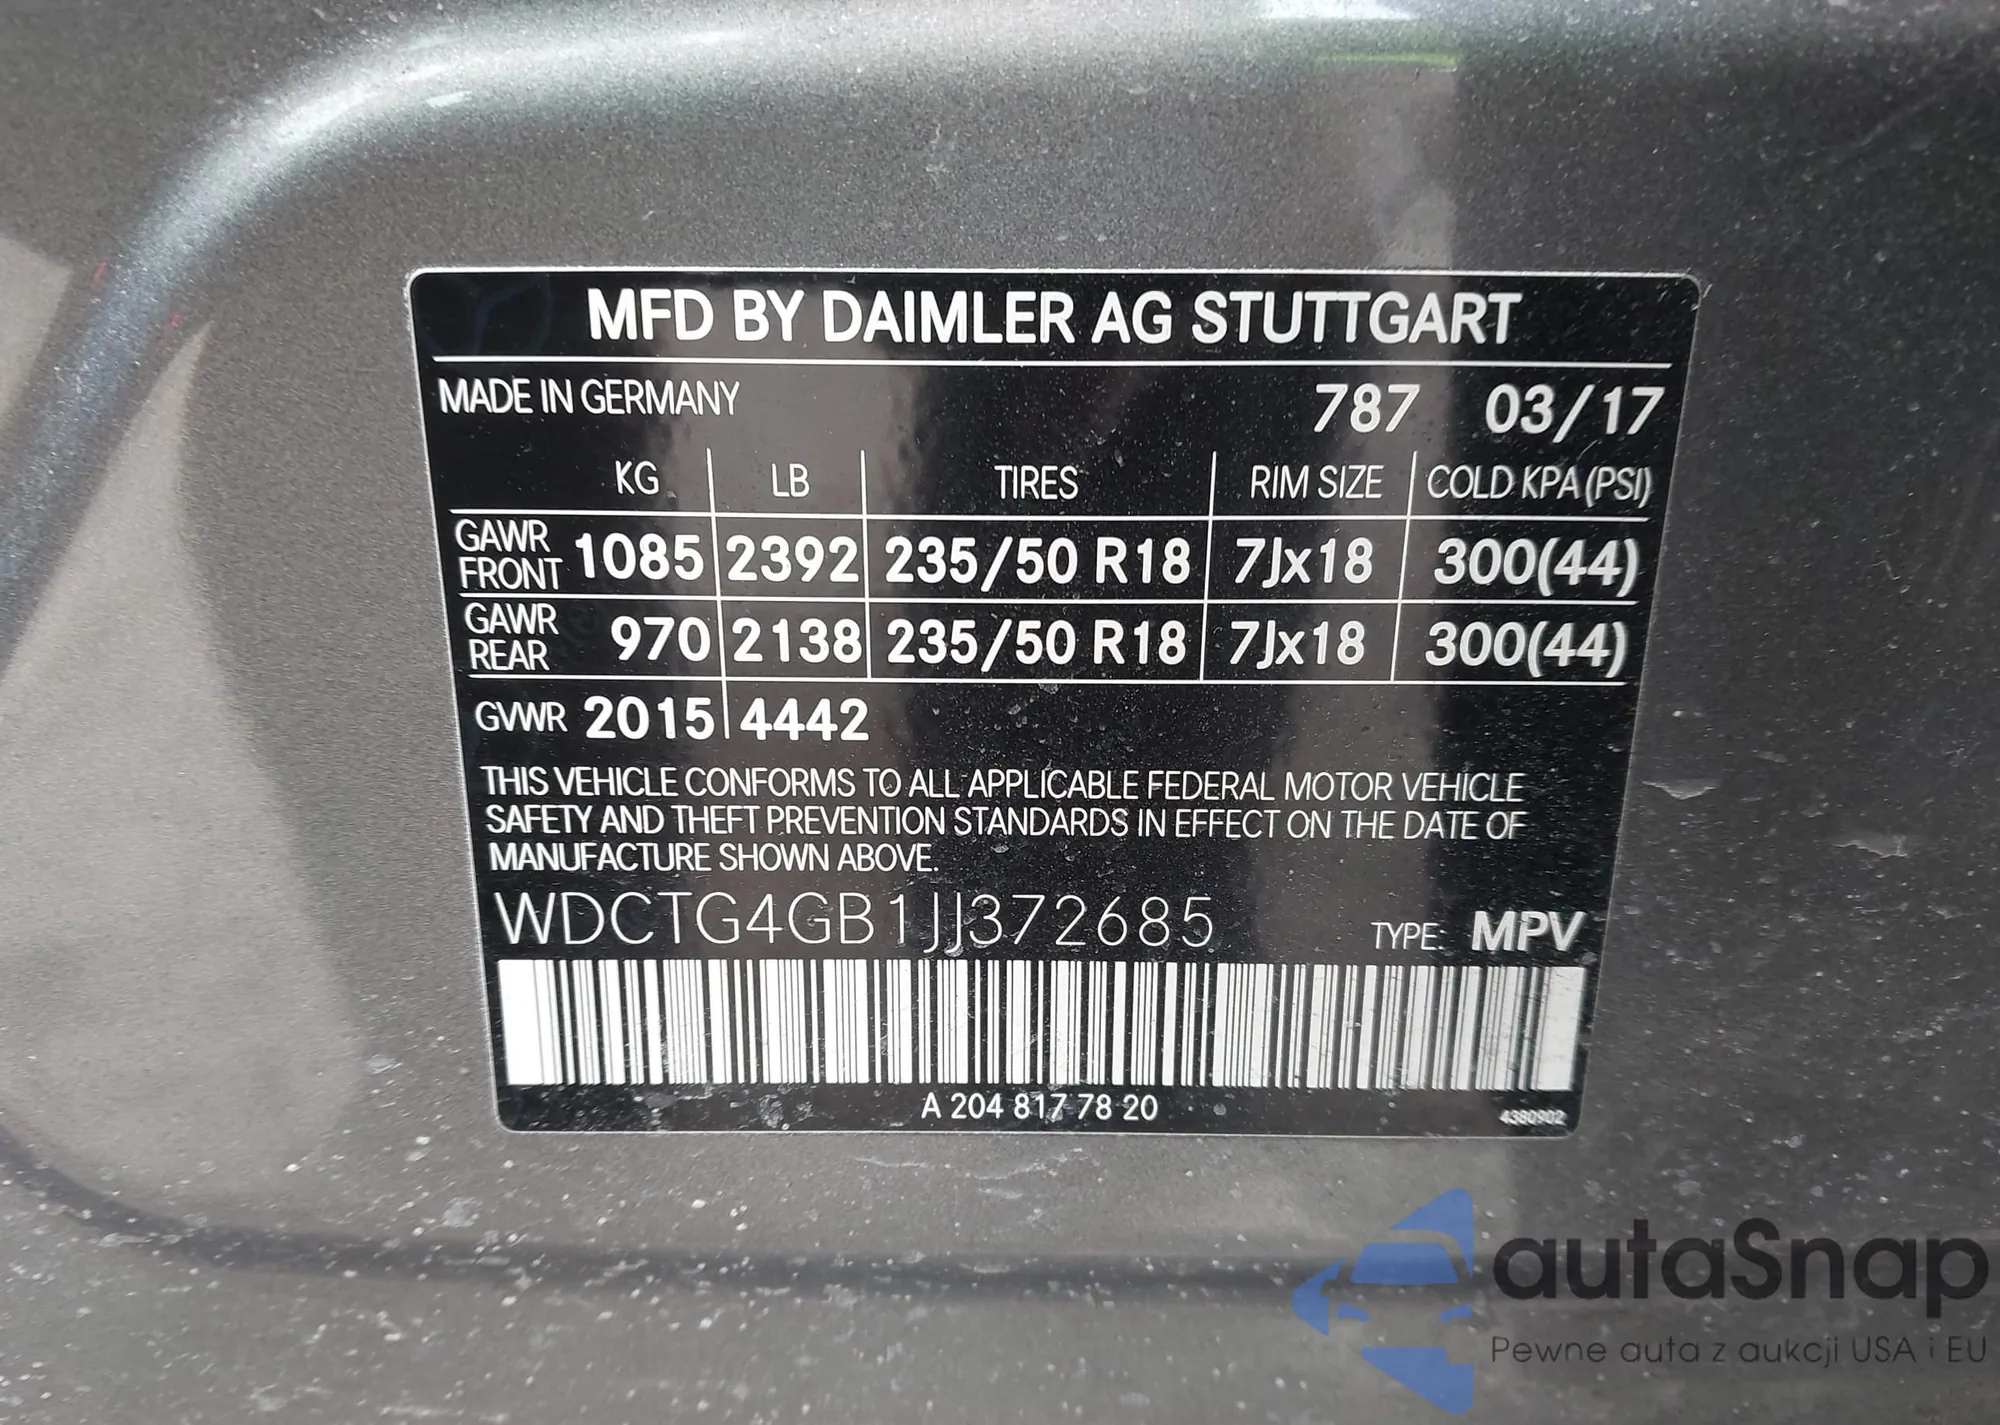 MFD BY DAIMLER AG STUTTGART
MADE IN GERMANY 787 03/17
KG LB TIRES RIM SIZE COLD KPA (PSI)
GAWR FRONT 1085 2392 235/50 R18 7Jx18 300(44)
GAWR REAR 970 2138 235/50 R18 7Jx18 300(44)
GVWR 2015 4442
THIS VEHICLE CONFORMS TO ALL APPLICABLE FEDERAL MOTOR VEHICLE
SAFETY AND THEFT PREVENTION STANDARDS IN EFFECT ON THE DATE OF
MANUFACTURE SHOWN ABOVE.
WDCTG4GB1JJ372685 TYPE: MPV
A 204 817 78 20 4380902
autaSnap
Pewne auta z aukcji USA i EU